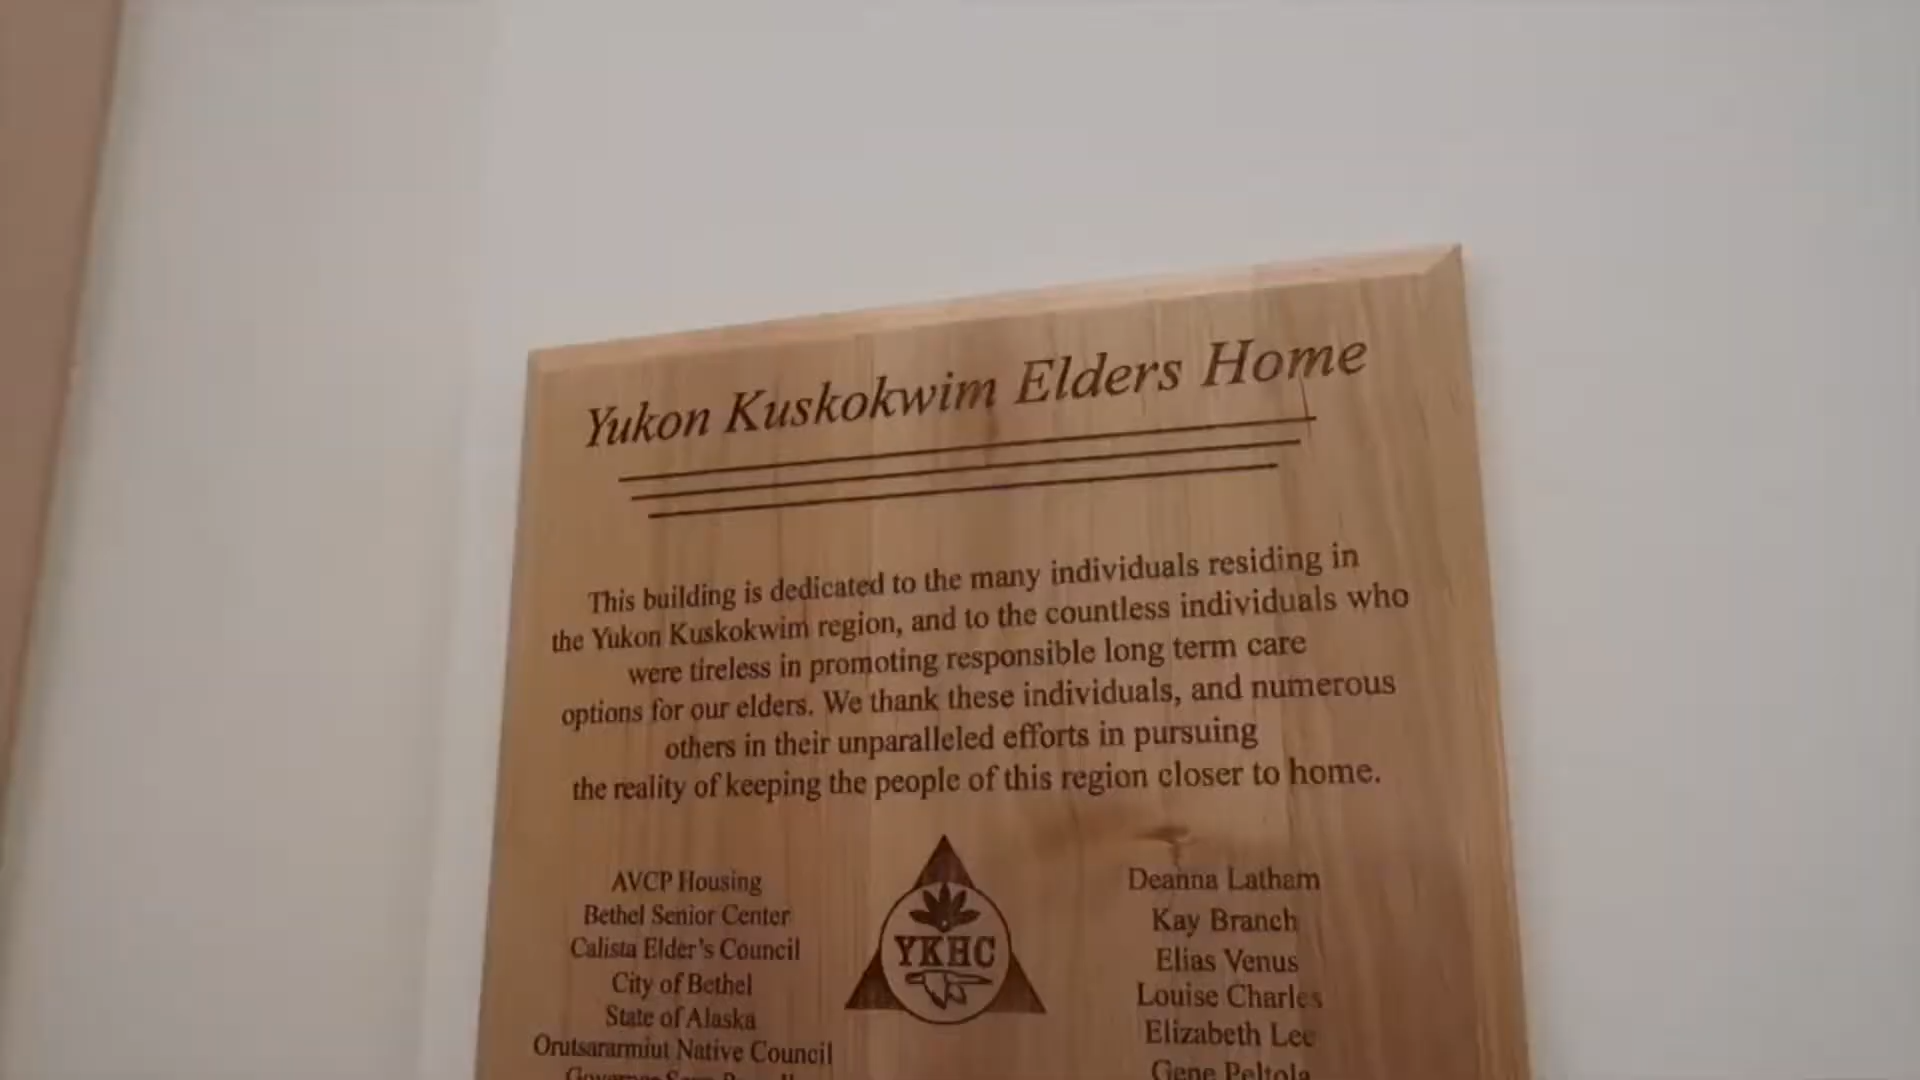 Yukon Kuskokwim Elders Home
This building is dedicated to the many individuals residing in
the Yukon Kuskokwim region, and to the countless individuals who
were tireless in promoting responsible long term care
options for our elders. We thank these individuals, and numerous
others in their unparalleled efforts in pursuing
the reality of keeping the people of this region closer to home.
AVCP Housing
Bethel Senior Center
Calista Elder's Council
City of Bethel
State of Alaska
Orutsararmiut Native Council
YKHC
Deanna Latham
Kay Branch
Elias Venus
Louise Charles
Elizabeth Lee
Gene Peltola